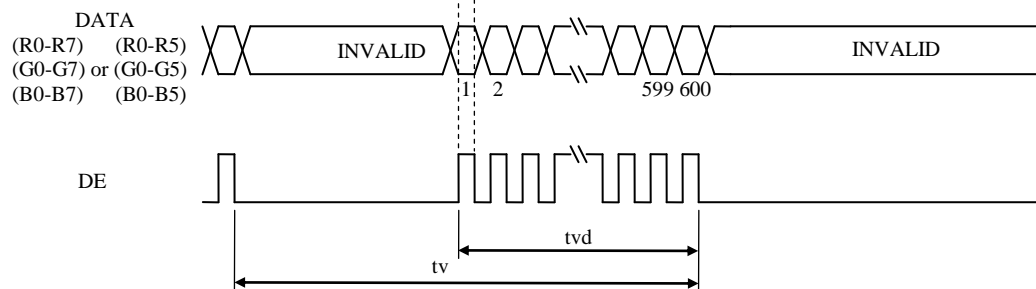 DATA
(R0-R7) (R0-R5)
(G0-G7) or (G0-G5)
(B0-B7) (B0-B5)
INVALID
INVALID
1 2 599 600
DE
tvd
tv